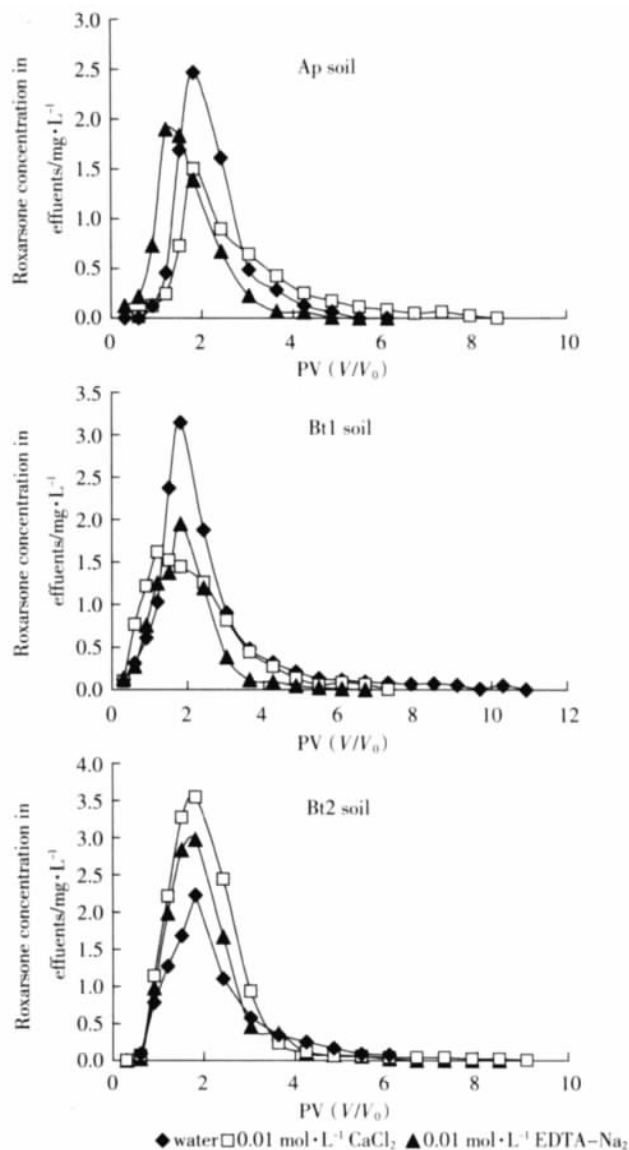 Roxarsone concentration in
effuents/mg·L⁻¹
3.0
2.5
2.0
1.5
1.0
0.5
0.0
Ap soil
0 2 4 6 8 10
PV (V/V₀)
Roxarsone concentration in
effuents/mg·L⁻¹
3.5
3.0
2.5
2.0
1.5
1.0
0.5
0.0
Bt1 soil
0 2 4 6 8 10 12
PV (V/V₀)
Roxarsone concentration in
effuents/mg·L⁻¹
4.0
3.5
3.0
2.5
2.0
1.5
1.0
0.5
0.0
Bt2 soil
0 2 4 6 8 10
PV (V/V₀)
◆water □0.01 mol·L⁻¹ CaCl₂ ▲0.01 mol·L⁻¹ EDTA-Na₂